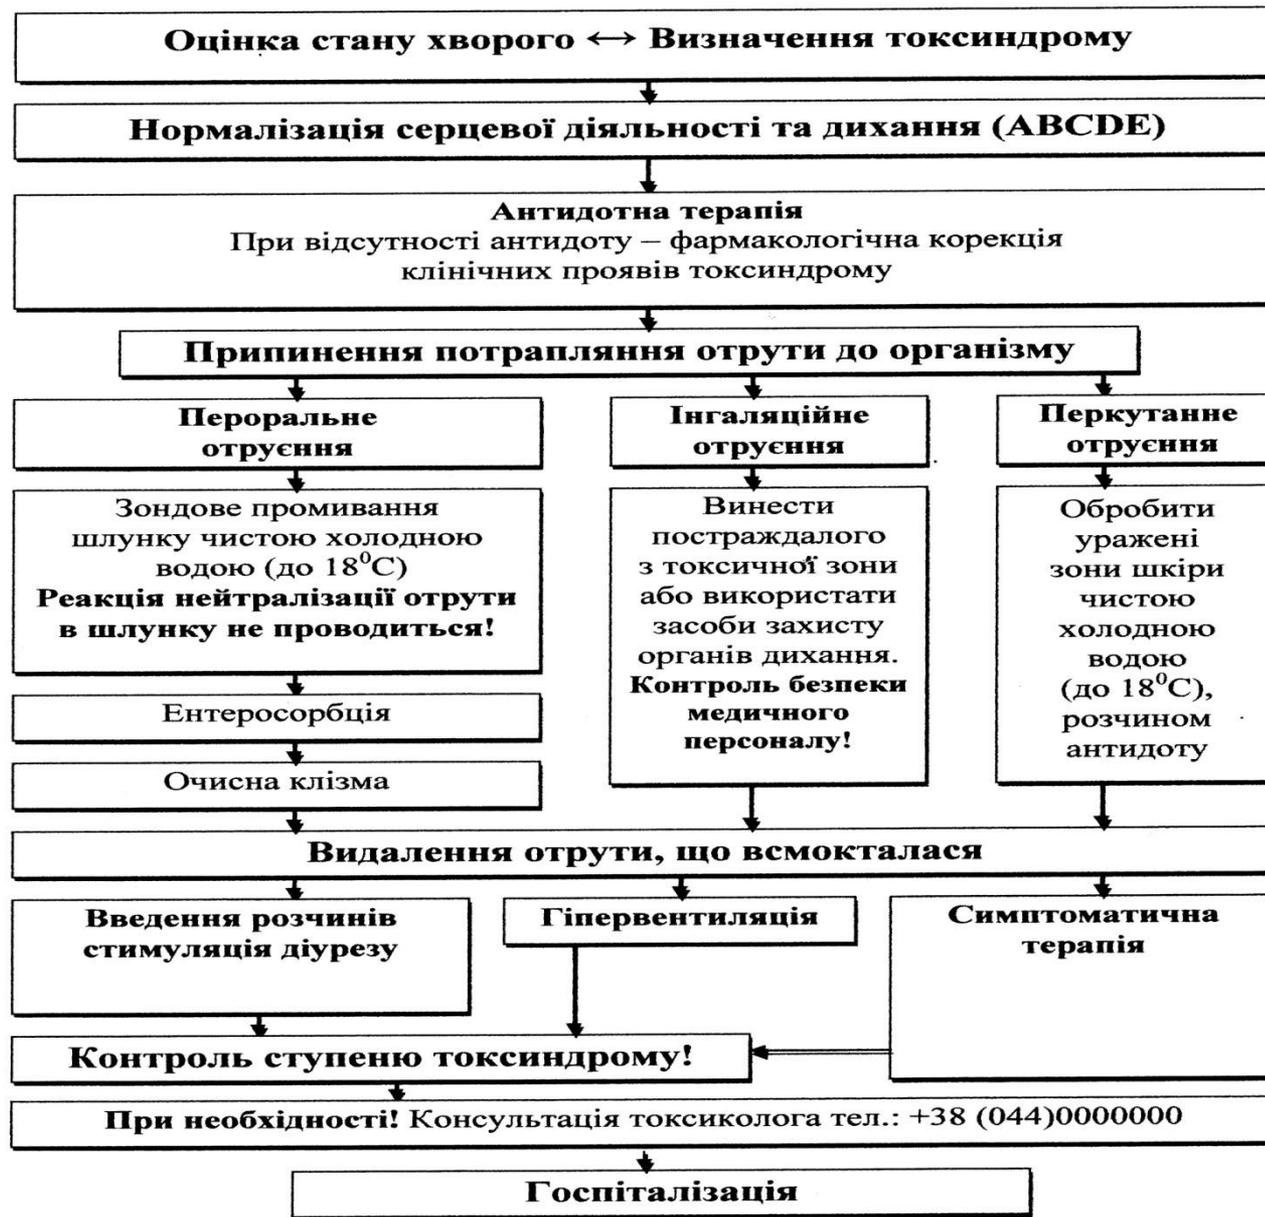 Оцінка стану хворого ↔ Визначення токсиндрому
Нормалізація серцевої діяльності та дихання (ABCDE)
Антидотна терапія
При відсутності антидоту – фармакологічна корекція
клінічних проявів токсиндрому
Припинення потрапляння отрути до організму
Пероральне
отруєння
Зондове промивання
шлунку чистою холодною
водою (до 18⁰С)
Реакція нейтралізації отрути
в шлунку не проводиться!
Ентеросорбція
Очисна клізма
Інгаляційне
отруєння
Винести
постраждалого
з токсичної зони
або використати
засоби захисту
органів дихання.
Контроль безпеки
медичного
персоналу!
Перкутанне
отруєння
Обробити
уражені
зони шкіри
чистою
холодною
водою
(до 18⁰С),
розчином
антидоту
Видалення отрути, що всмокталася
Введення розчинів
стимуляція діурезу
Гіпервентиляція
Симптоматична
терапія
Контроль ступеню токсиндрому!
При необхідності! Консультація токсиколога тел.: +38 (044)0000000
Госпіталізація